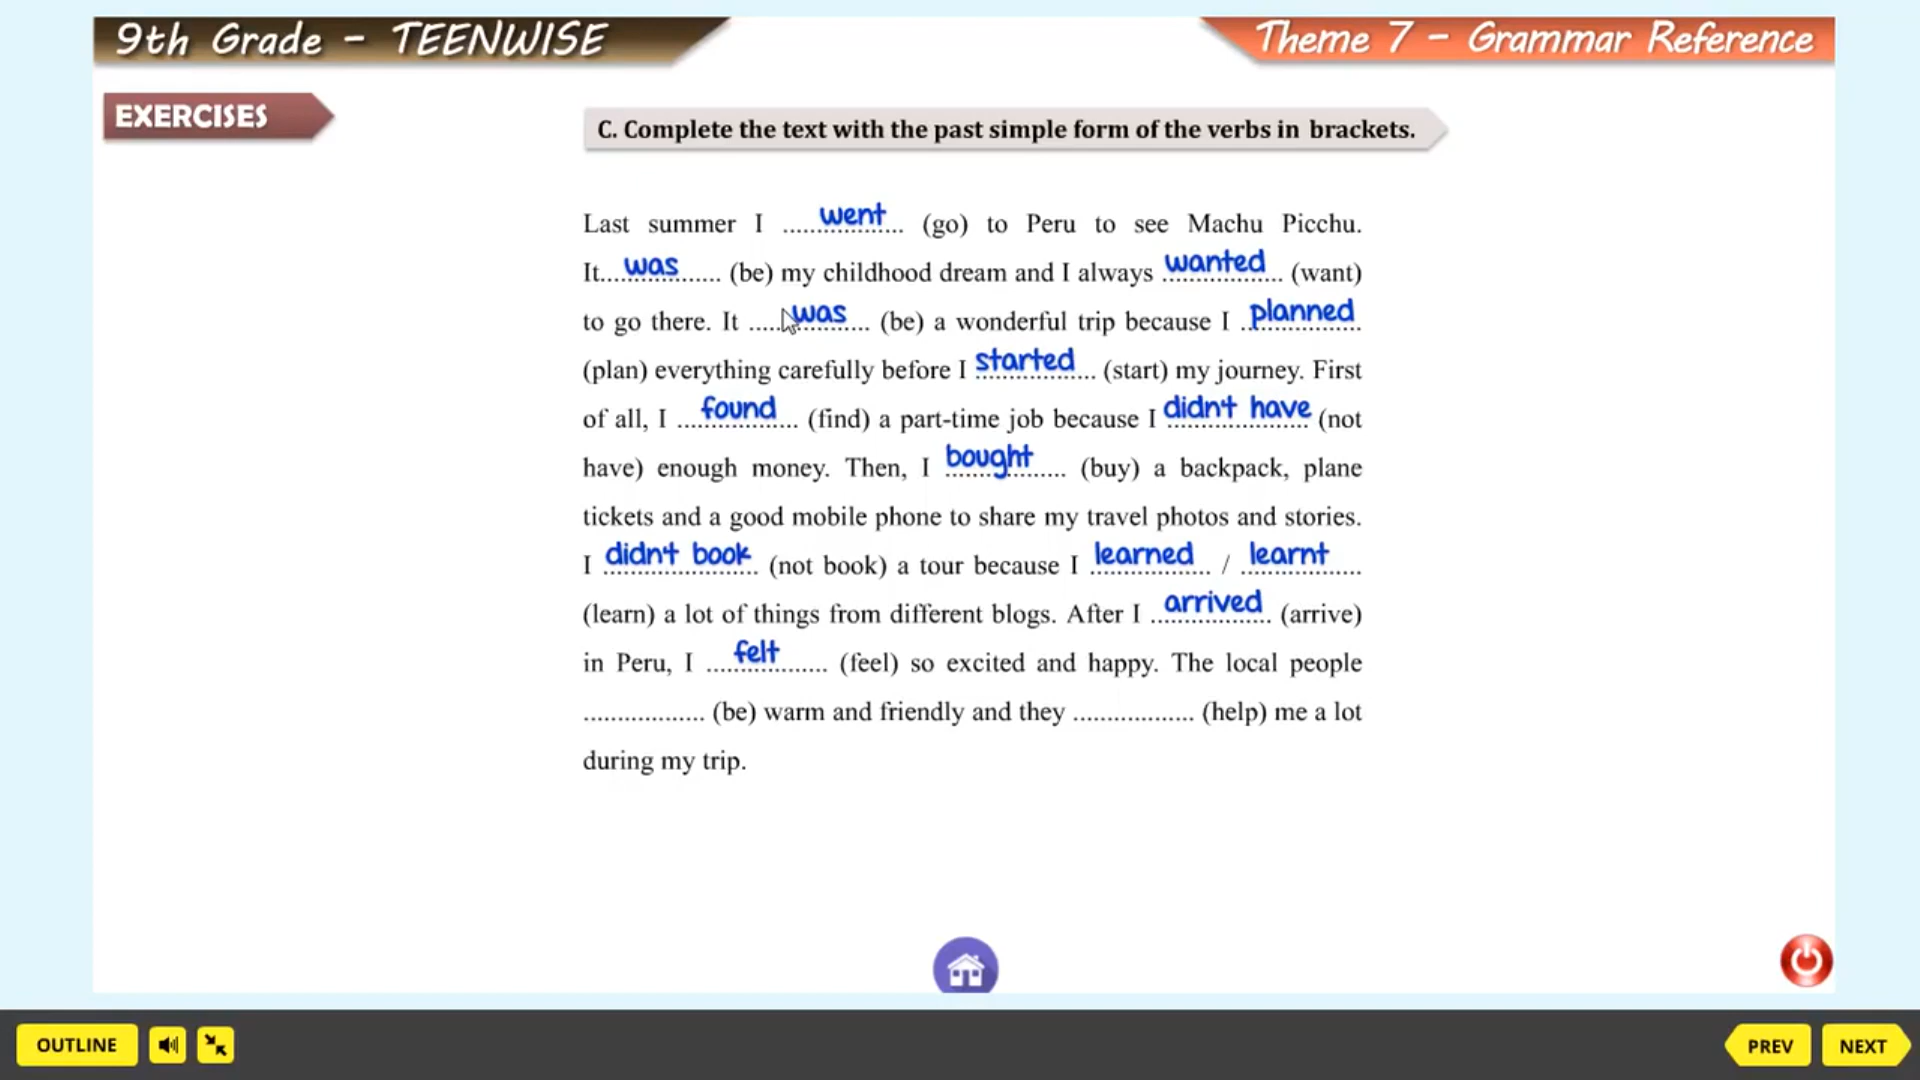 9th Grade - TEENWISE
Theme 7 - Grammar Reference
EXERCISES
C. Complete the text with the past simple form of the verbs in brackets.
Last summer I ......went...... (go) to Peru to see Machu Picchu.
It...was...... (be) my childhood dream and I always wanted (want)
to go there. It ......was...... (be) a wonderful trip because I planned
(plan) everything carefully before I started (start) my journey. First
of all, I ...found... (find) a part-time job because I didn't have (not
have) enough money. Then, I bought...... (buy) a backpack, plane
tickets and a good mobile phone to share my travel photos and stories.
I didn't book (not book) a tour because I learned / learnt
(learn) a lot of things from different blogs. After I arrived (arrive)
in Peru, I ......felt...... (feel) so excited and happy. The local people
.................. (be) warm and friendly and they .................. (help) me a lot
during my trip.
OUTLINE
PREV
NEXT